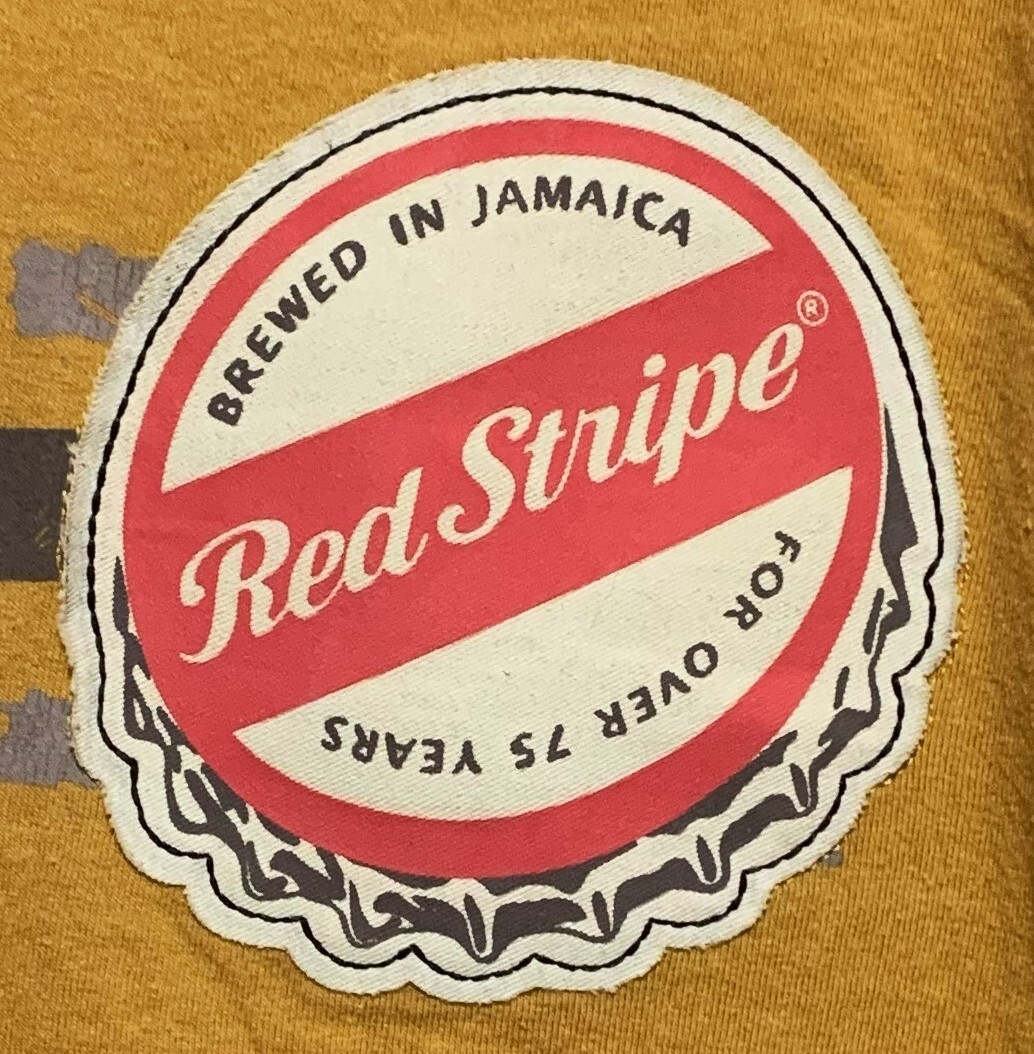 BREWED IN JAMAICA
Red Stripe®
FOR OVER 75 YEARS